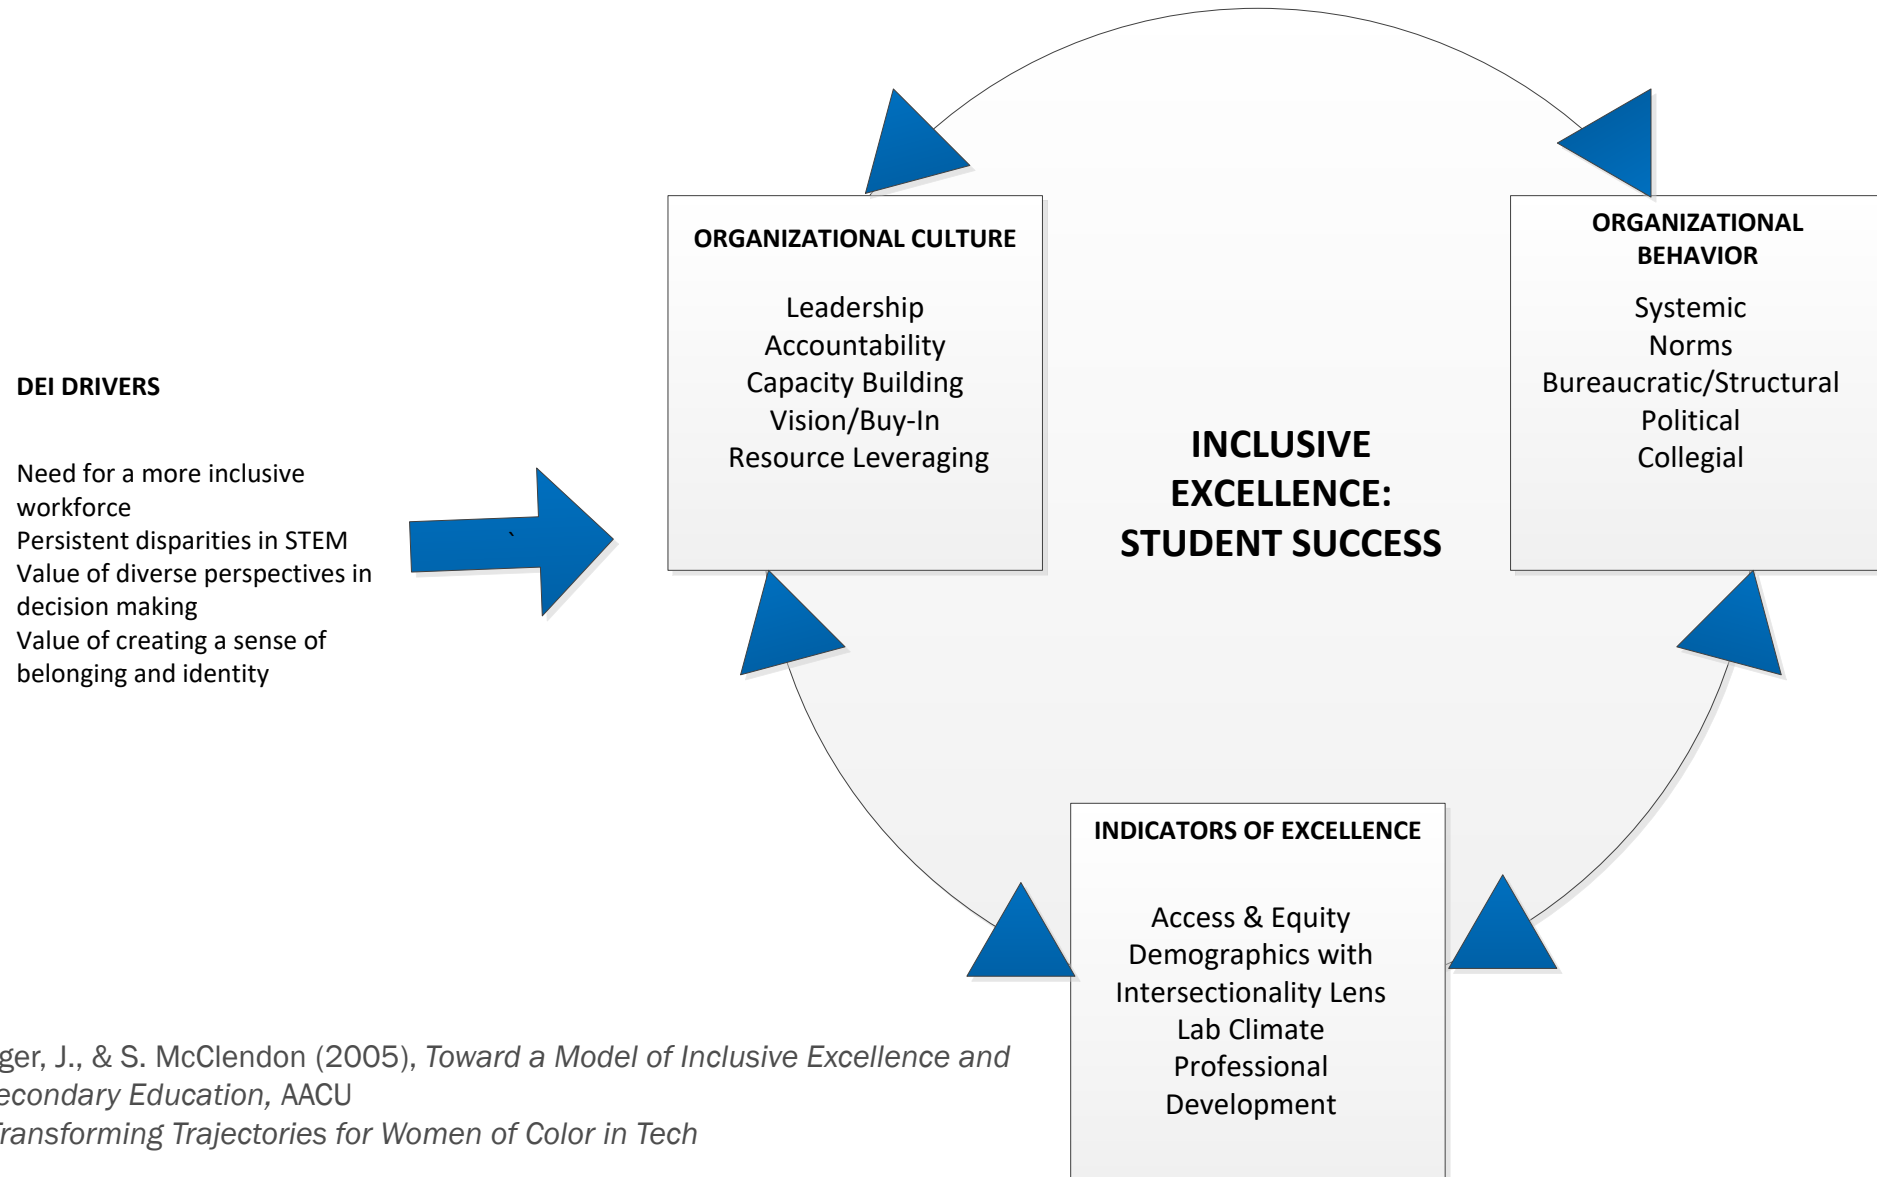 DEI DRIVERS
Need for a more inclusive
workforce
Persistent disparities in STEM
Value of diverse perspectives in
decision making
Value of creating a sense of
belonging and identity
`
ORGANIZATIONAL CULTURE
Leadership
Accountability
Capacity Building
Vision/Buy-In
Resource Leveraging
INCLUSIVE
EXCELLENCE:
STUDENT SUCCESS
ORGANIZATIONAL
BEHAVIOR
Systemic
Norms
Bureaucratic/Structural
Political
Collegial
INDICATORS OF EXCELLENCE
Access & Equity
Demographics with
Intersectionality Lens
Lab Climate
Professional
Development
ger, J., & S. McClendon (2005), Toward a Model of Inclusive Excellence and
econdary Education, AACU
Transforming Trajectories for Women of Color in Tech